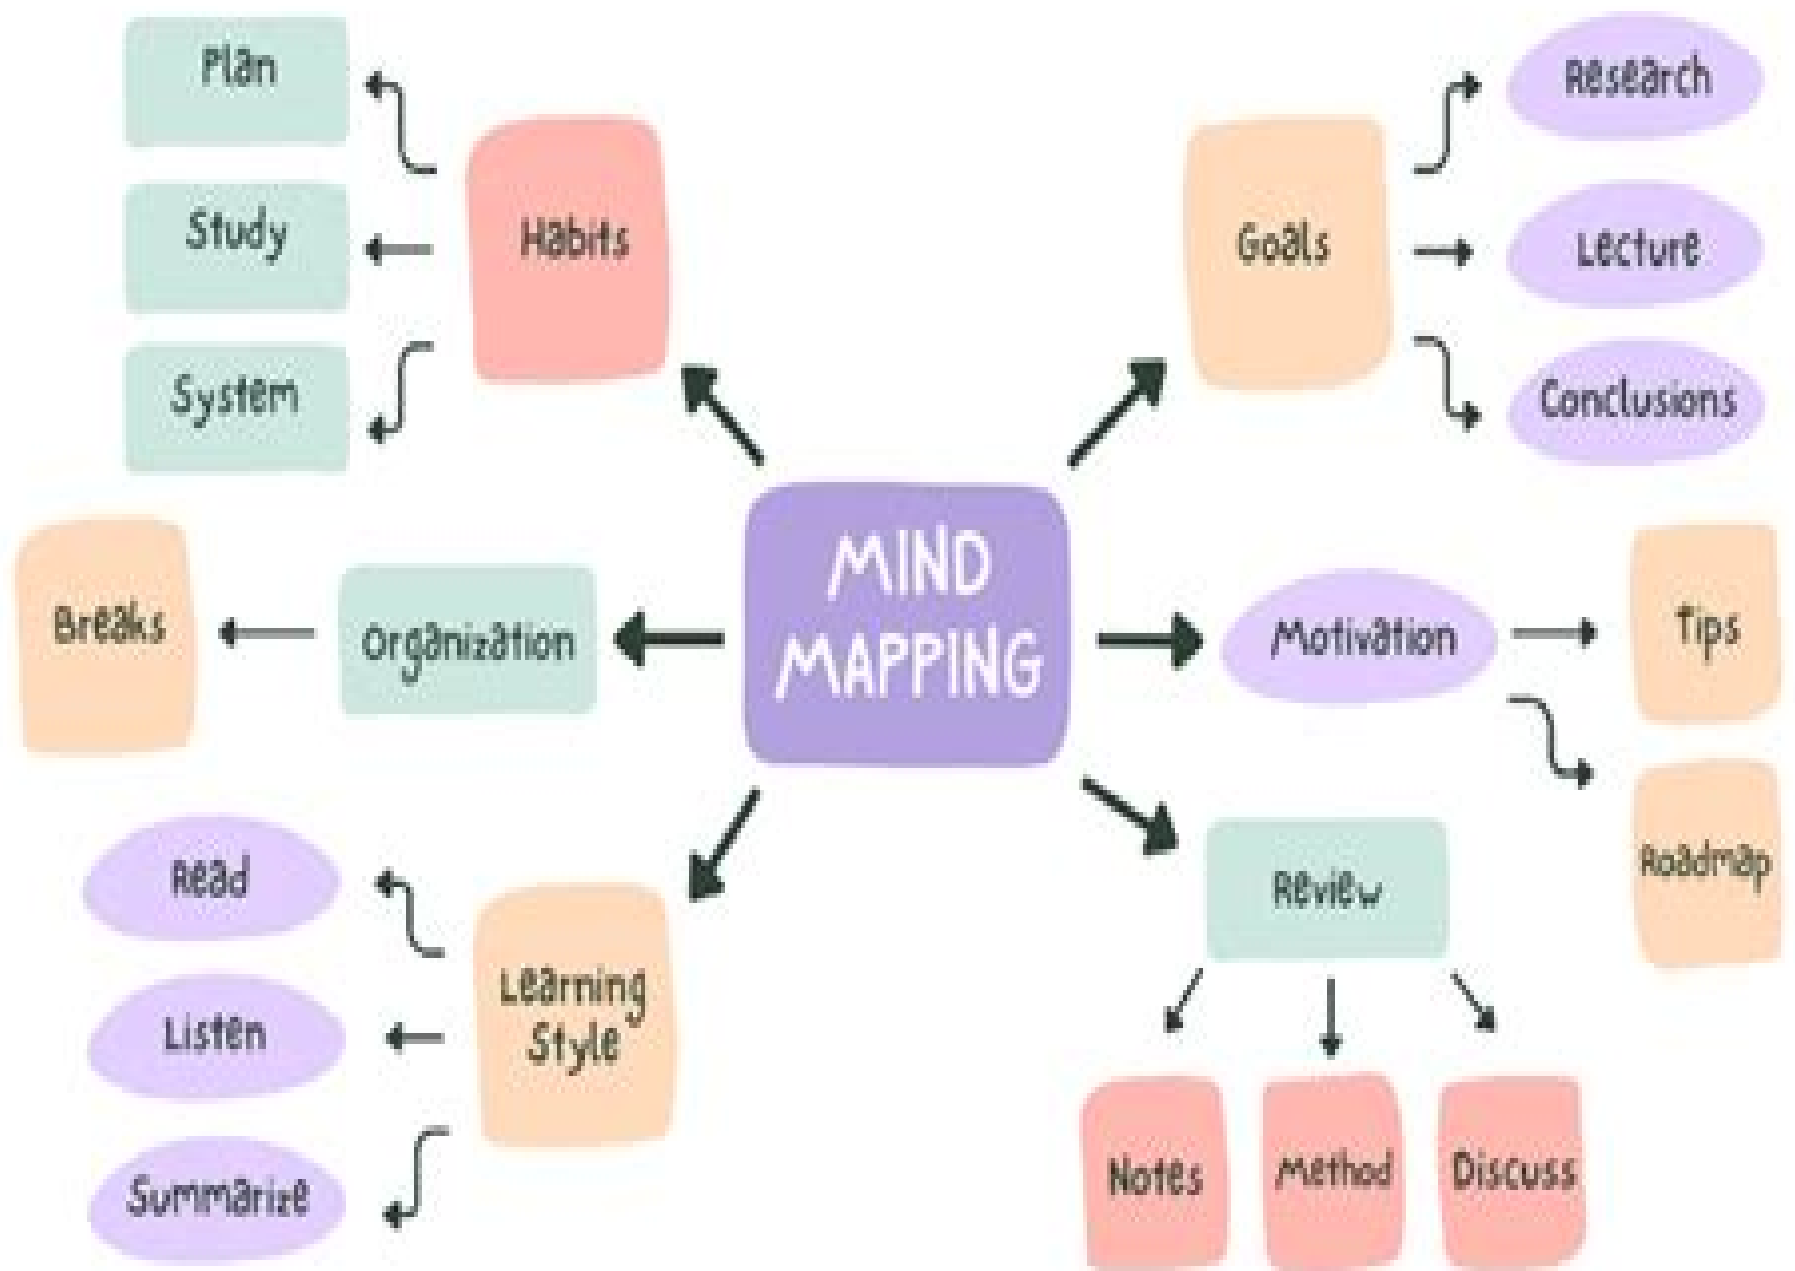 Plan
Study
System
Habits
Goals
Research
Lecture
Conclusions
MIND
MAPPING
Breaks
Organization
Motivation
Tips
Roadmap
Read
Listen
Summarize
Learning
Style
Review
Notes
Method
Discuss